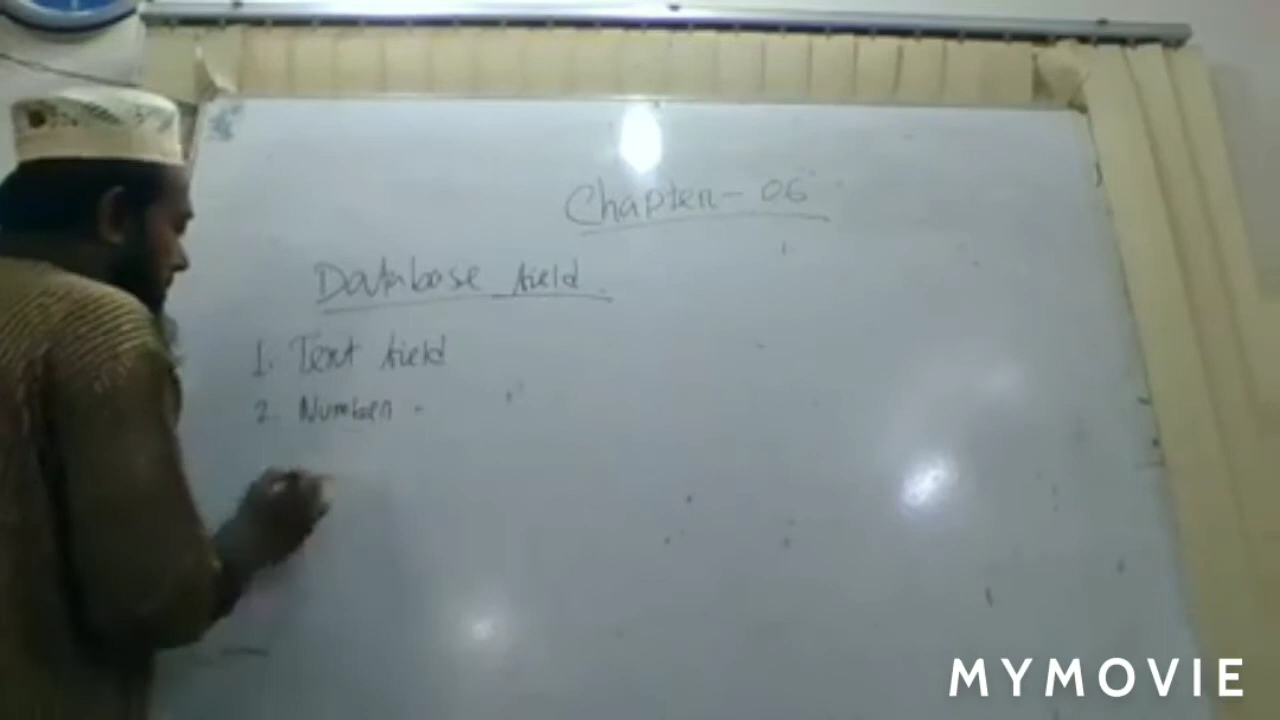 Chapter - 06
Database field
1. Text field
2. Number -
MYMOVIE